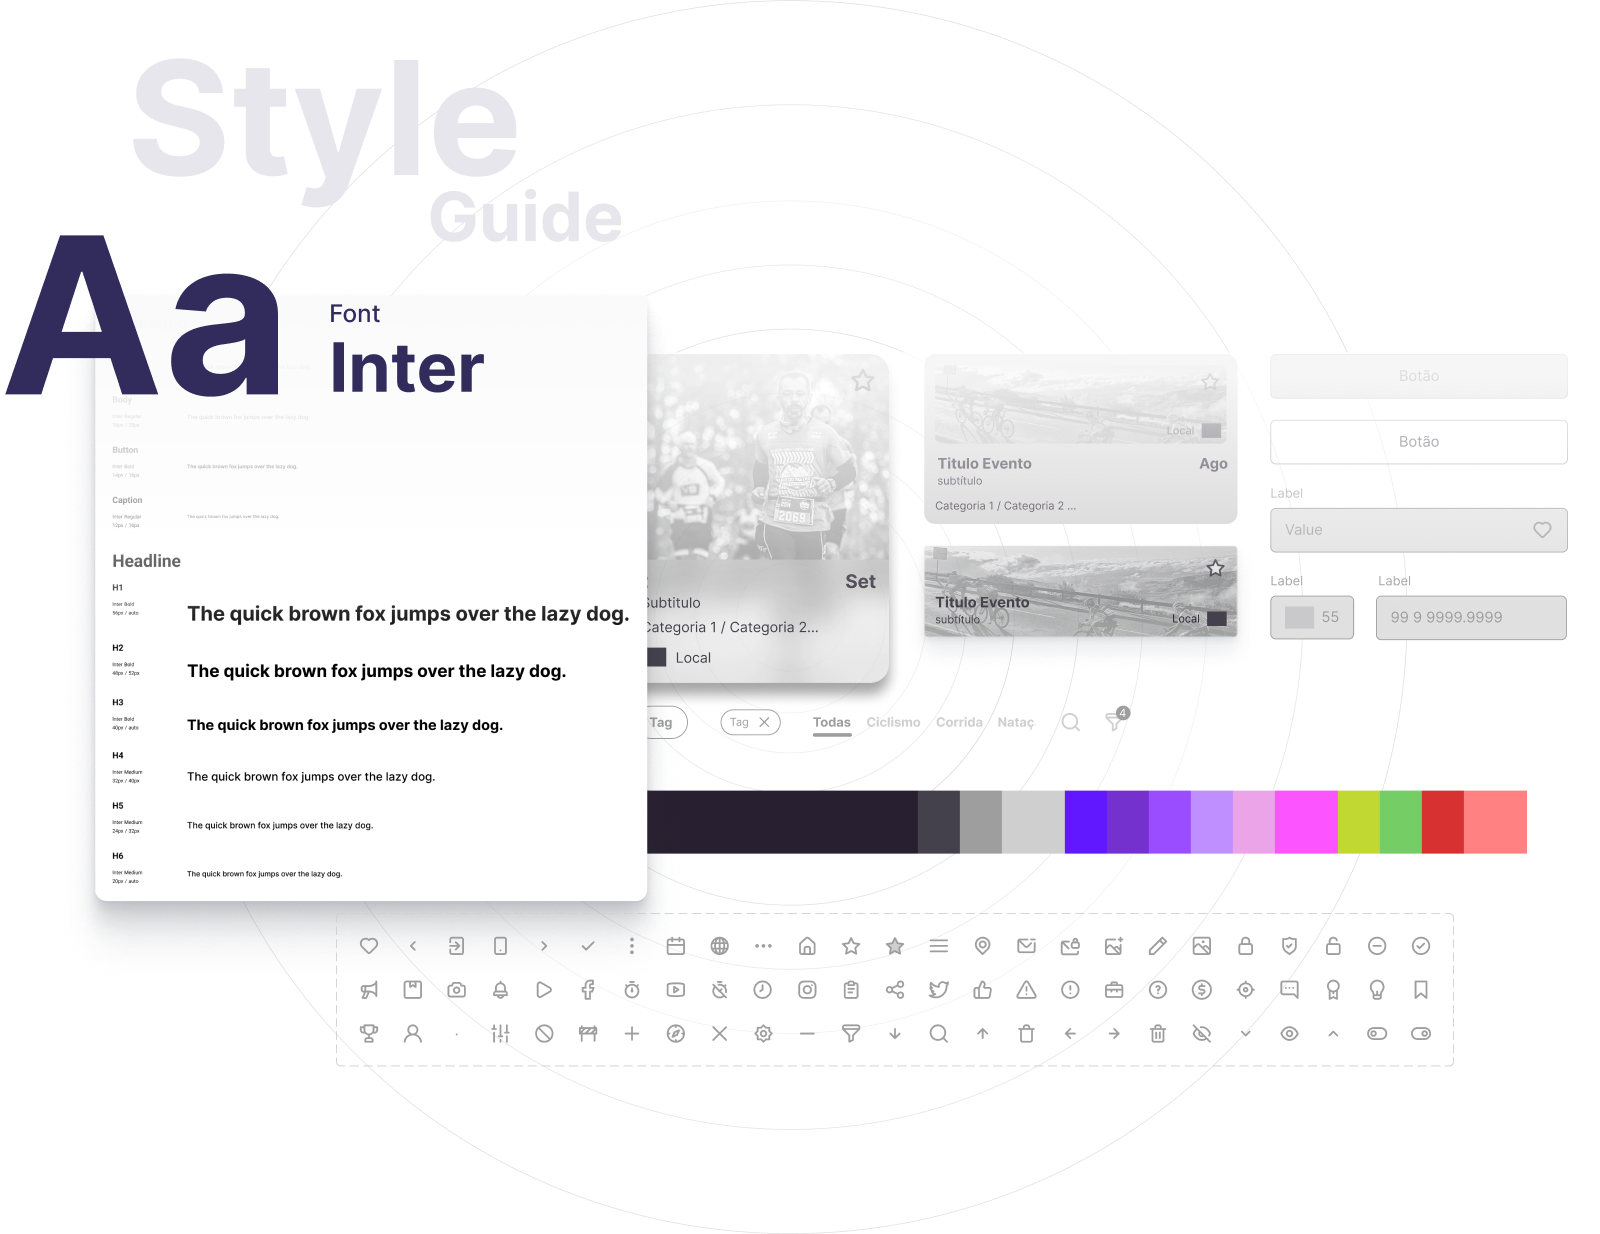 Style
Guide
Aa
Font
Inter
Body
Inter Regular
The quick brown fox jumps over the lazy dog.
Button
Inter Bold
The quick brown fox jumps over the lazy dog.
14px / 16px
Caption
Inter Regular
The quick brown fox jumps over the lazy dog.
12px / 16px
Headline
H1
Inter Bold
56px / auto
The quick brown fox jumps over the lazy dog.
H2
Inter Bold
48px / 52px
The quick brown fox jumps over the lazy dog.
H3
Inter Bold
40px / auto
The quick brown fox jumps over the lazy dog.
H4
Inter Medium
32px / 40px
The quick brown fox jumps over the lazy dog.
H5
Inter Medium
24px / 32px
The quick brown fox jumps over the lazy dog.
H6
Inter Medium
20px / auto
The quick brown fox jumps over the lazy dog.
2069
Set
Subtitulo
Categoria 1 / Categoria 2...
Local
Local
Titulo Evento
Ago
subtítulo
Categoria 1 / Categoria 2 ...
Titulo Evento
subtítulo
Local
Botão
Botão
Label
Value
Label
Label
55
99 9 9999.9999
Tag
Tag
Todas
Ciclismo
Corrida
Nataç
4